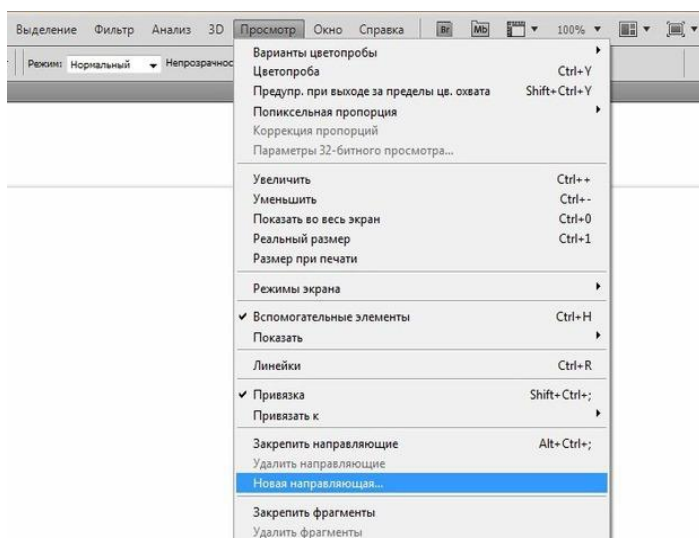 Выделение Фильтр Анализ 3D Просмотр Окно Справка Br Mb 100%
Режим: Нормальный Непрозрачнос
Варианты цветопробы
Цветопроба Ctrl+Y
Предупр. при выходе за пределы цв. охвата Shift+Ctrl+Y
Попиксельная пропорция
Коррекция пропорций
Параметры 32-битного просмотра...
Увеличить Ctrl++
Уменьшить Ctrl+-
Показать во весь экран Ctrl+0
Реальный размер Ctrl+1
Размер при печати
Режимы экрана
Вспомогательные элементы Ctrl+H
Показать
Линейки Ctrl+R
Привязка Shift+Ctrl+;
Привязать к
Закрепить направляющие Alt+Ctrl+;
Удалить направляющие
Новая направляющая...
Закрепить фрагменты
Удалить фрагменты